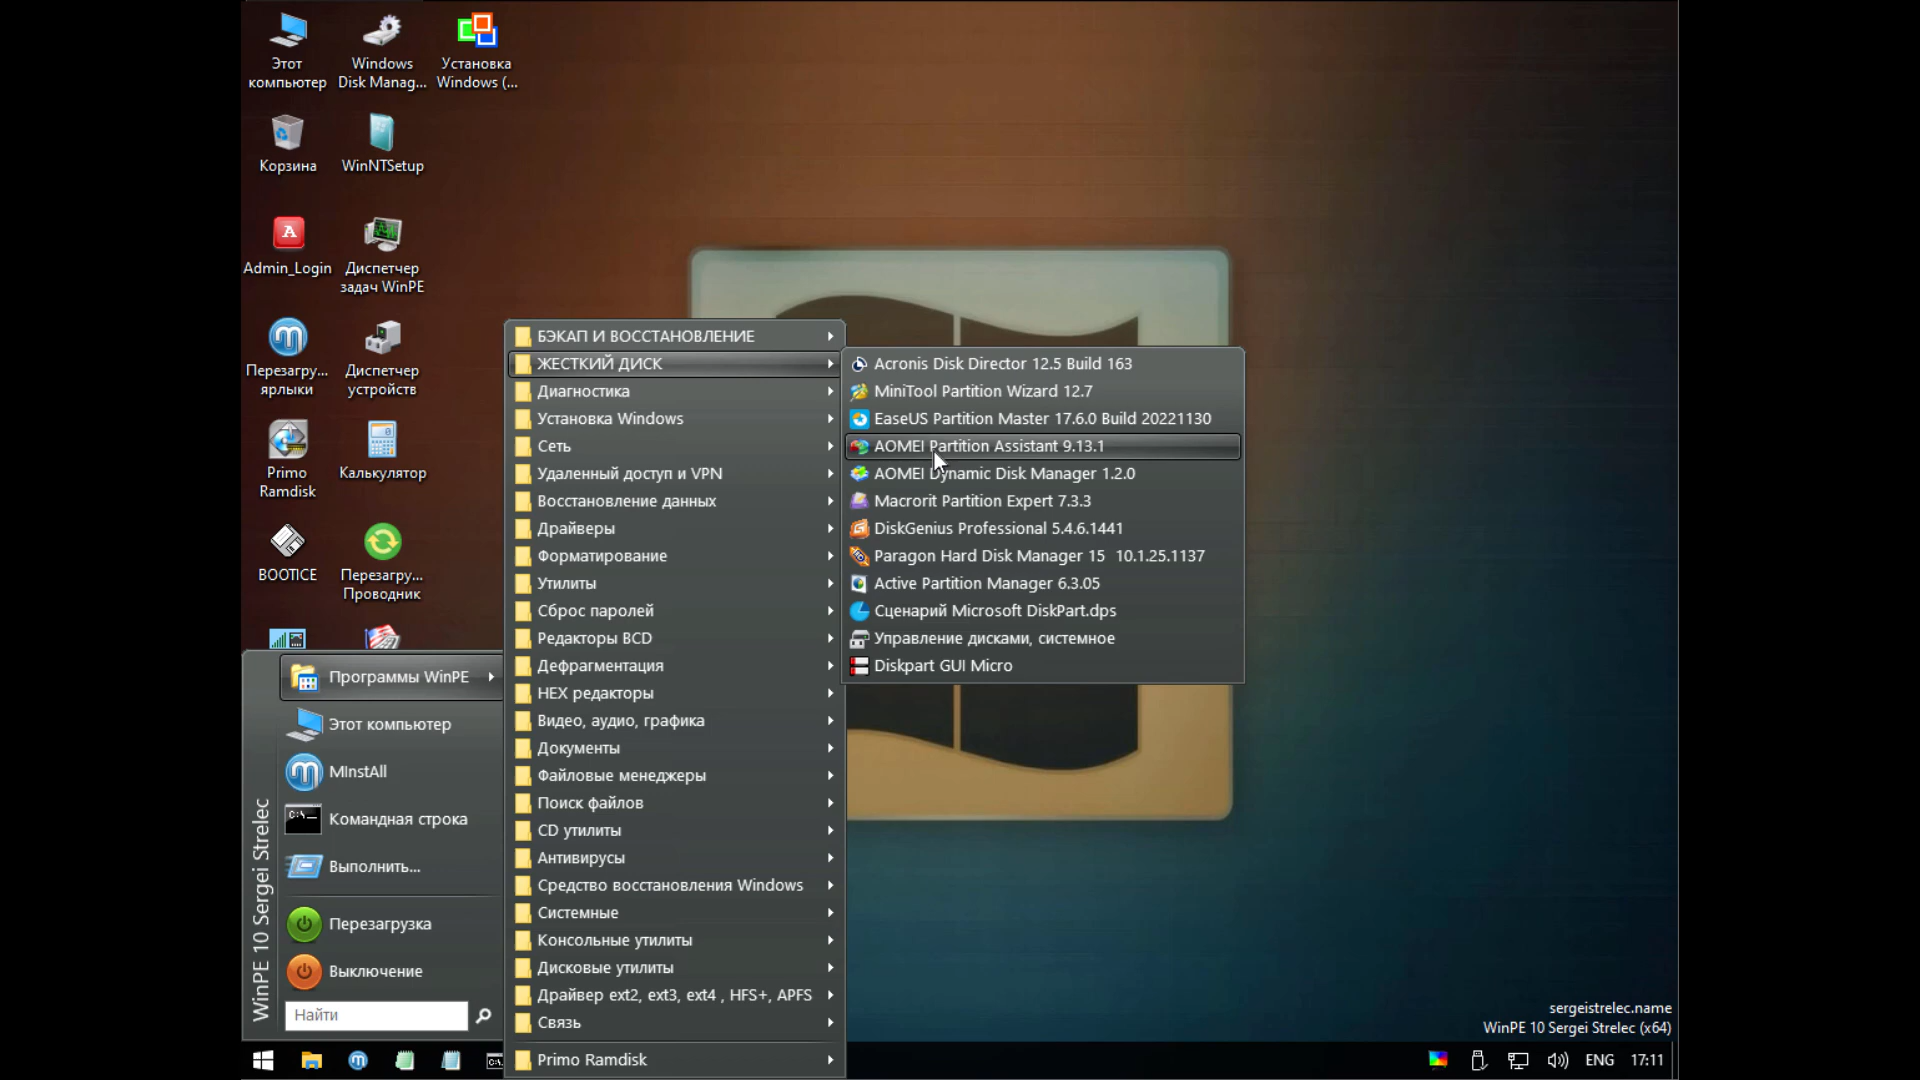 Этот
компьютер
Windows
Disk Manag...
Установка
Windows (...
Корзина
WinNTSetup
Admin_Login
Диспетчер
задач WinPE
Перезагру...
ярлыки
Диспетчер
устройств
Primo
Ramdisk
Калькулятор
BOOTICE
Перезагру...
Проводник
WinPE 10 Sergei Strelec
Программы WinPE
Этот компьютер
MInstAll
Командная строка
Выполнить...
Перезагрузка
Выключение
Найти
БЭКАП И ВОССТАНОВЛЕНИЕ
ЖЕСТКИЙ ДИСК
Диагностика
Установка Windows
Сеть
Удаленный доступ и VPN
Восстановление данных
Драйверы
Форматирование
Утилиты
Сброс паролей
Редакторы BCD
Дефрагментация
HEX редакторы
Видео, аудио, графика
Документы
Файловые менеджеры
Поиск файлов
CD утилиты
Антивирусы
Средство восстановления Windows
Системные
Консольные утилиты
Дисковые утилиты
Драйвер ext2, ext3, ext4 , HFS+, APFS
Связь
Primo Ramdisk
Acronis Disk Director 12.5 Build 163
MiniTool Partition Wizard 12.7
EaseUS Partition Master 17.6.0 Build 20221130
AOMEI Partition Assistant 9.13.1
AOMEI Dynamic Disk Manager 1.2.0
Macrorit Partition Expert 7.3.3
DiskGenius Professional 5.4.6.1441
Paragon Hard Disk Manager 15 10.1.25.1137
Active Partition Manager 6.3.05
Сценарий Microsoft DiskPart.dps
Управление дисками, системное
Diskpart GUI Micro
sergeistrelec.name
WinPE 10 Sergei Strelec (x64)
ENG 17:11